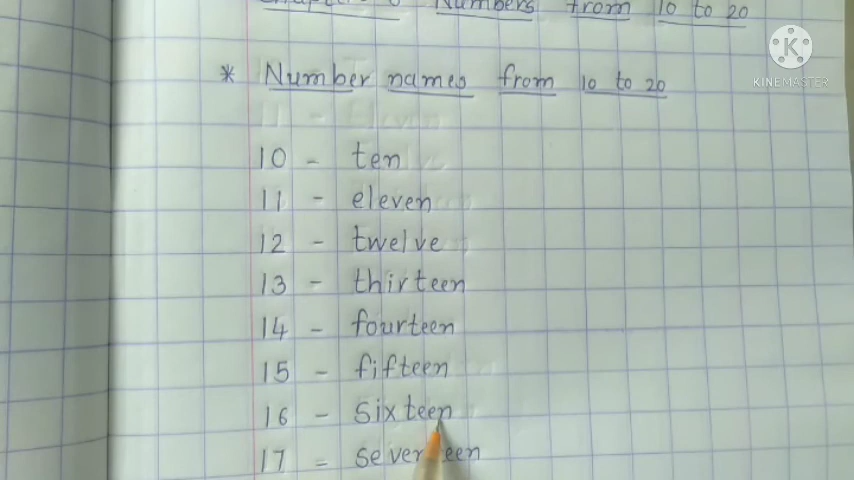 Numbers from 10 to 20
KINEMASTER
* Number names from 10 to 20
10 - ten
11 - eleven
12 - twelve
13 - thirteen
14 - fourteen
15 - fifteen
16 - sixteen
17 - seventeen